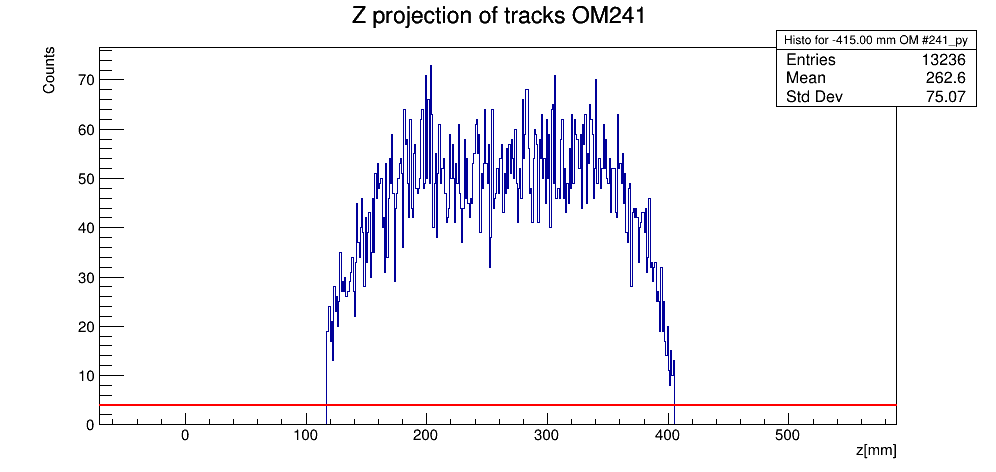 Z projection of tracks OM241
Histo for -415.00 mm OM #241_py
Entries 13236
Mean 262.6
Std Dev 75.07
Counts
70
60
50
40
30
20
10
0
0 100 200 300 400 500
z[mm]